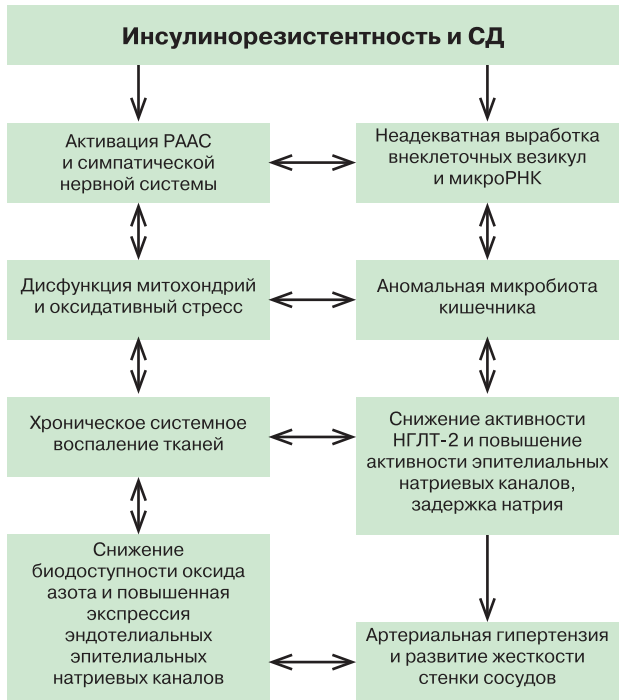 Инсулинорезистентность и СД
Активация РААС
и симпатической
нервной системы
Неадекватная выработка
внеклеточных везикул
и микроРНК
Дисфункция митохондрий
и оксидативный стресс
Аномальная микробиота
кишечника
Хроническое системное
воспаление тканей
Снижение активности
НГЛТ-2 и повышение
активности эпителиальных
натриевых каналов,
задержка натрия
Снижение
биодоступности оксида
азота и повышенная
экспрессия
эндотелиальных
эпителиальных
натриевых каналов
Артериальная гипертензия
и развитие жесткости
стенки сосудов